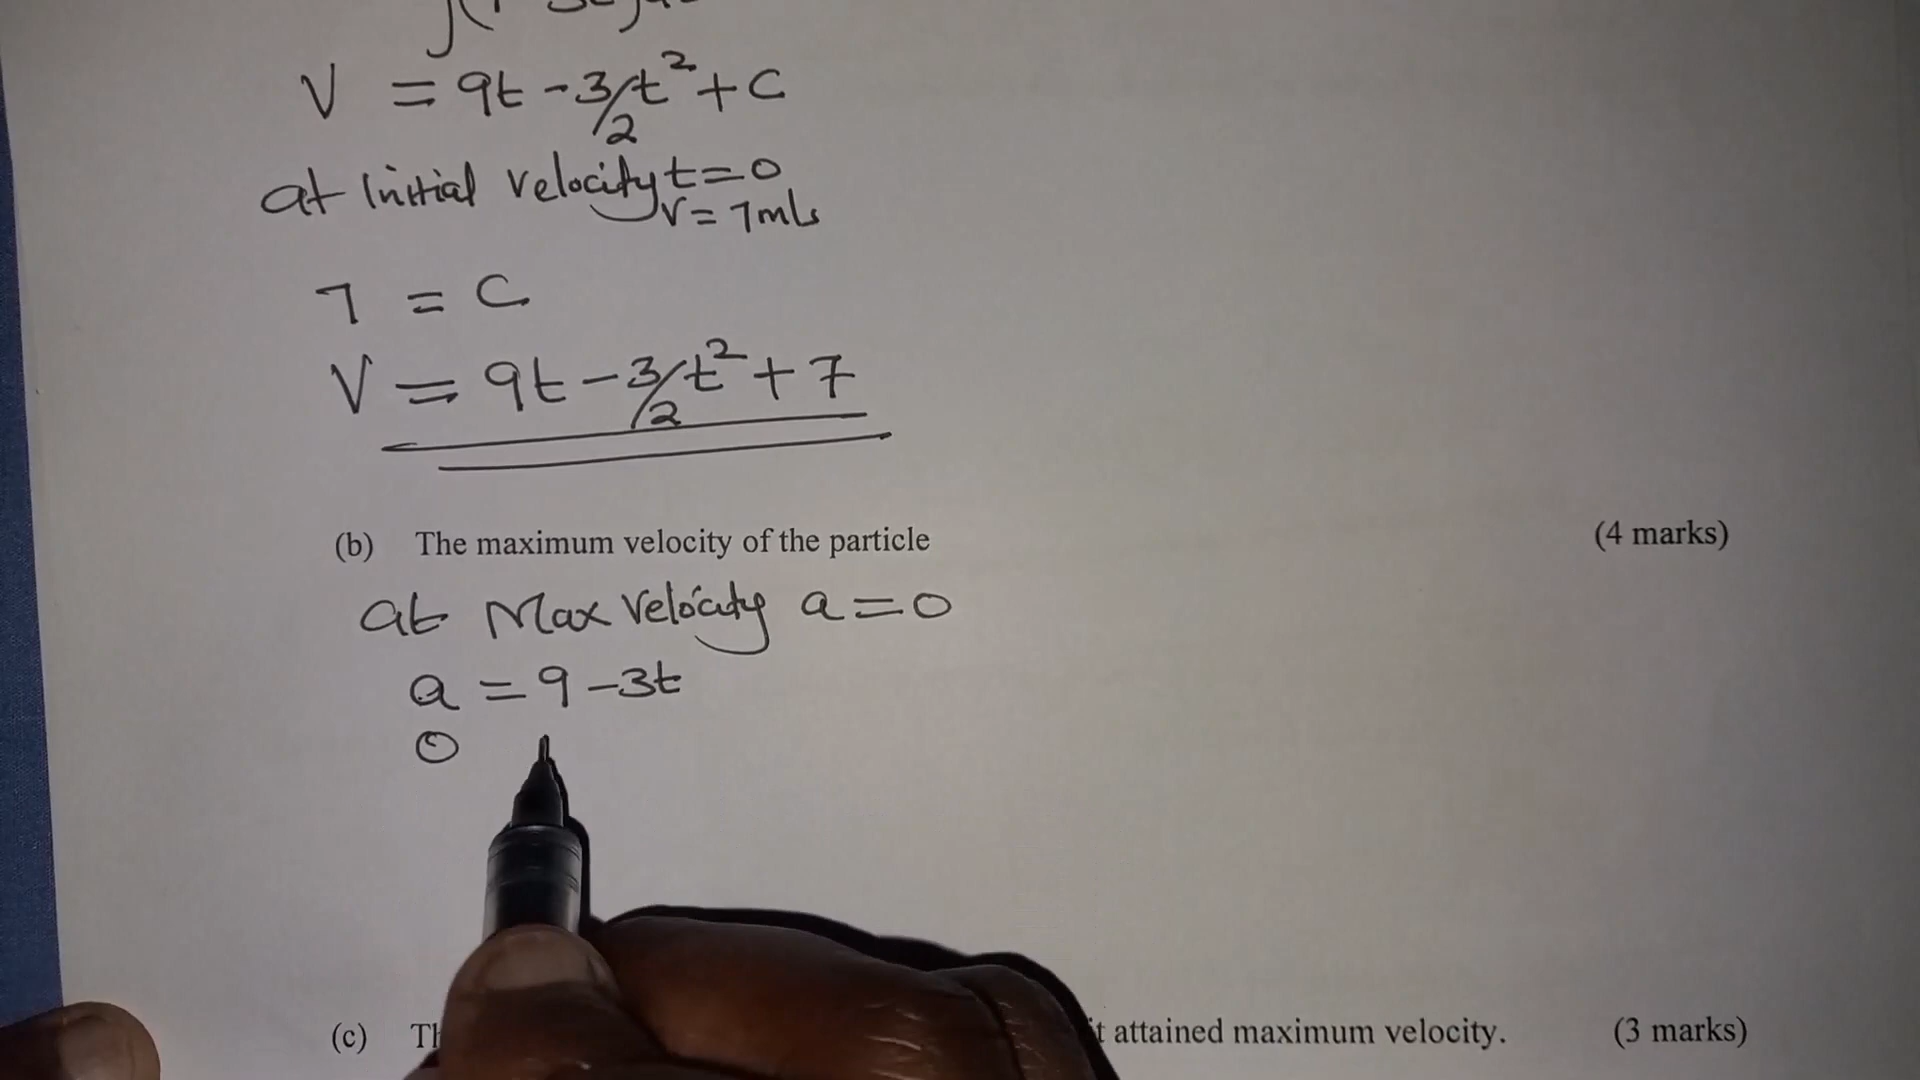 V = 9t - 3/2 t² + C
at Initial velocity t=0
V = 7m/s
7 = C
V = 9t - 3/2 t² + 7
(b) The maximum velocity of the particle (4 marks)
at Max velocity a = 0
a = 9 - 3t
0
(c) attained maximum velocity. (3 marks)